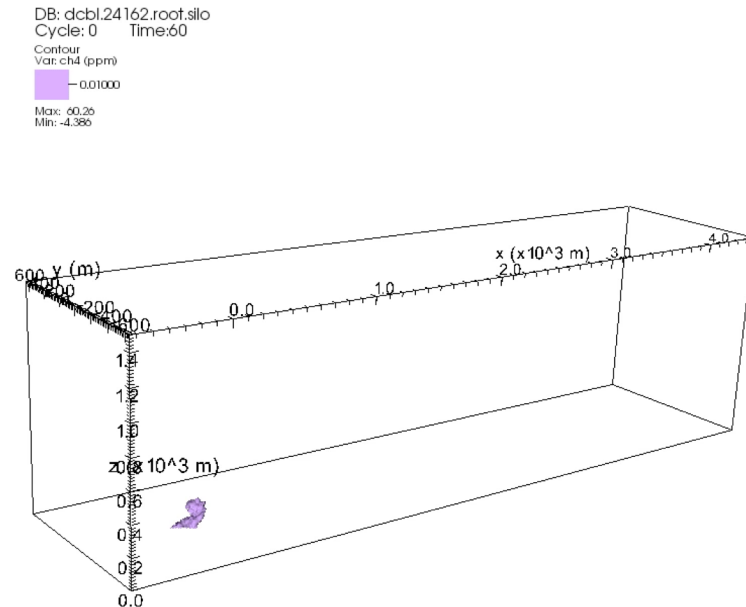 DB: dcbl.24162.root.silo
Cycle: 0 Time:60
Contour
Var: ch4 (ppm)
0.01000
Max: 60.26
Min: -4.386
x (x10^3 m)
0.0
1.0
2.0
3.0
4.0
y (m)
600
-200
1.4
1.2
1.0
z (x10^3 m)
0.6
0.4
0.2
0.0